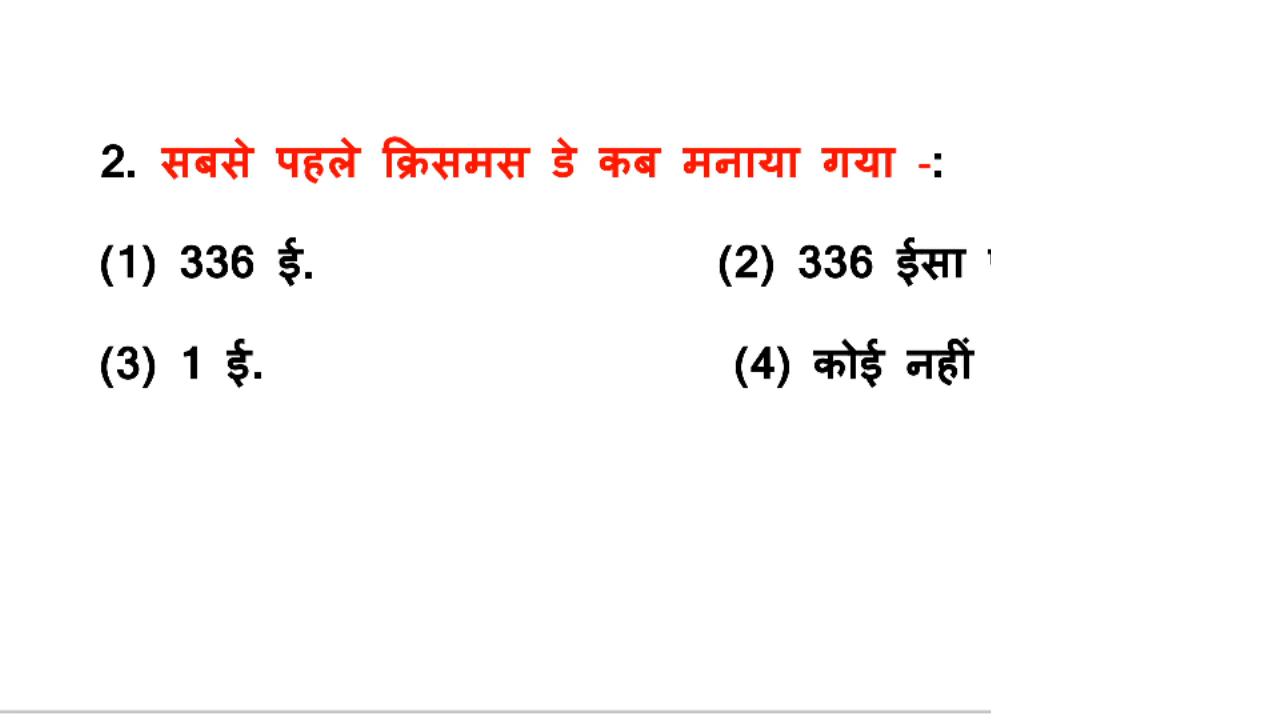 2. सबसे पहले क्रिसमस डे कब मनाया गया -:
(1) 336 ई. (2) 336 ईसा
(3) 1 ई. (4) कोई नहीं